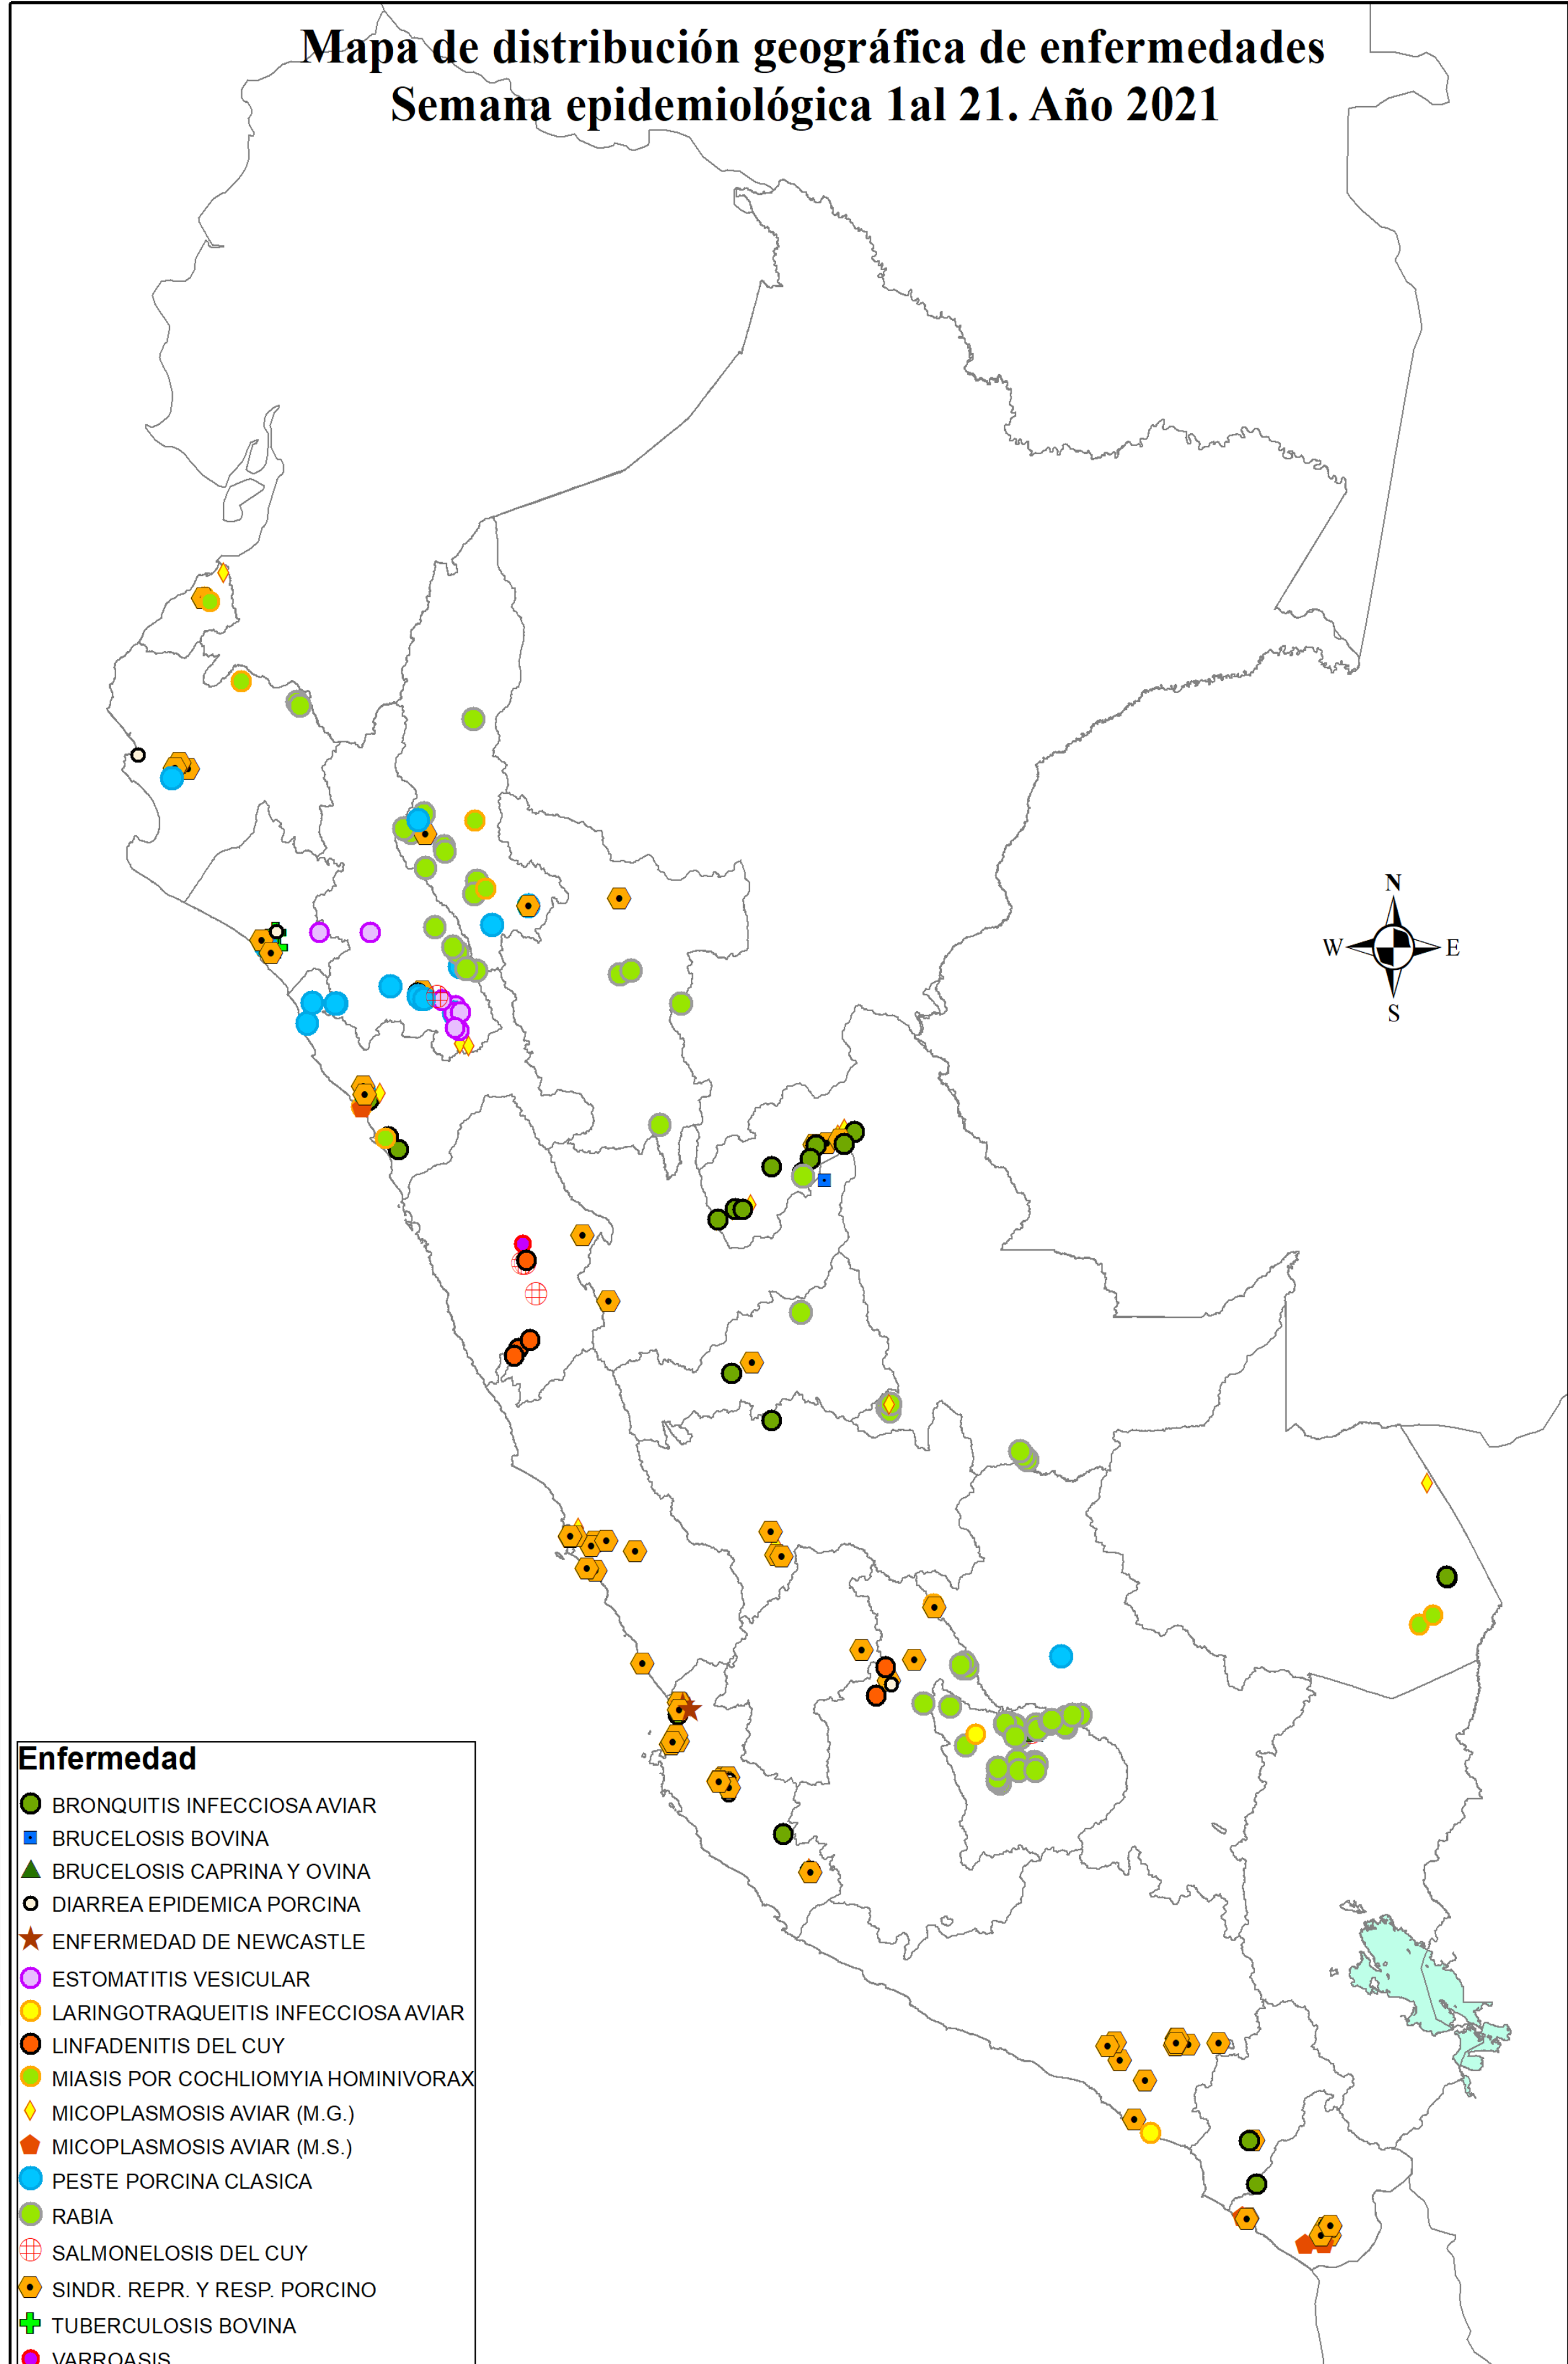 Mapa de distribución geográfica de enfermedades
Semana epidemiológica 1al 21. Año 2021
N
W E
S
Enfermedad
BRONQUITIS INFECCIOSA AVIAR
BRUCELOSIS BOVINA
BRUCELOSIS CAPRINA Y OVINA
DIARREA EPIDEMICA PORCINA
ENFERMEDAD DE NEWCASTLE
ESTOMATITIS VESICULAR
LARINGOTRAQUEITIS INFECCIOSA AVIAR
LINFADENITIS DEL CUY
MIASIS POR COCHLIOMYIA HOMINIVORAX
MICOPLASMOSIS AVIAR (M.G.)
MICOPLASMOSIS AVIAR (M.S.)
PESTE PORCINA CLASICA
RABIA
SALMONELOSIS DEL CUY
SINDR. REPR. Y RESP. PORCINO
TUBERCULOSIS BOVINA
VARROASIS